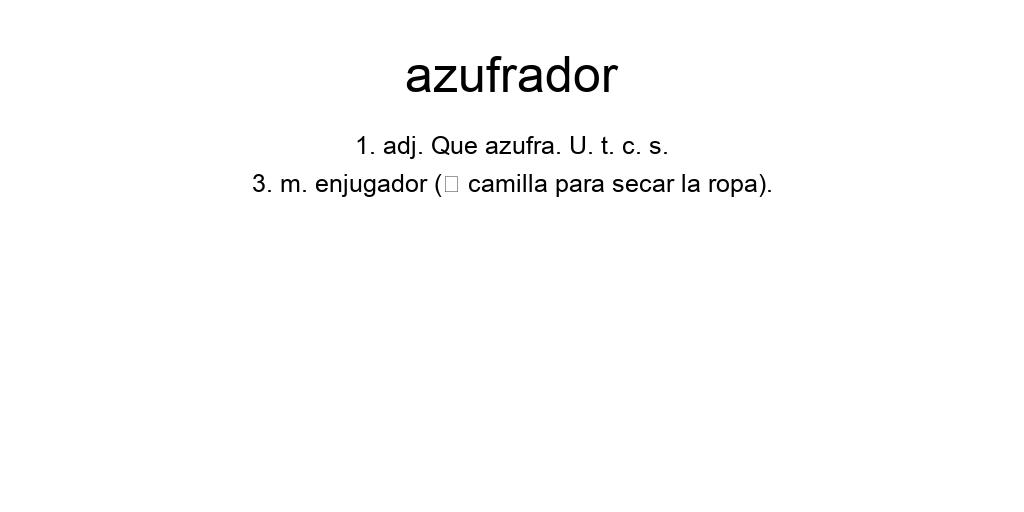 azufrador
1. adj. Que azufra. U. t. c. s.
3. m. enjugador (□ camilla para secar la ropa).